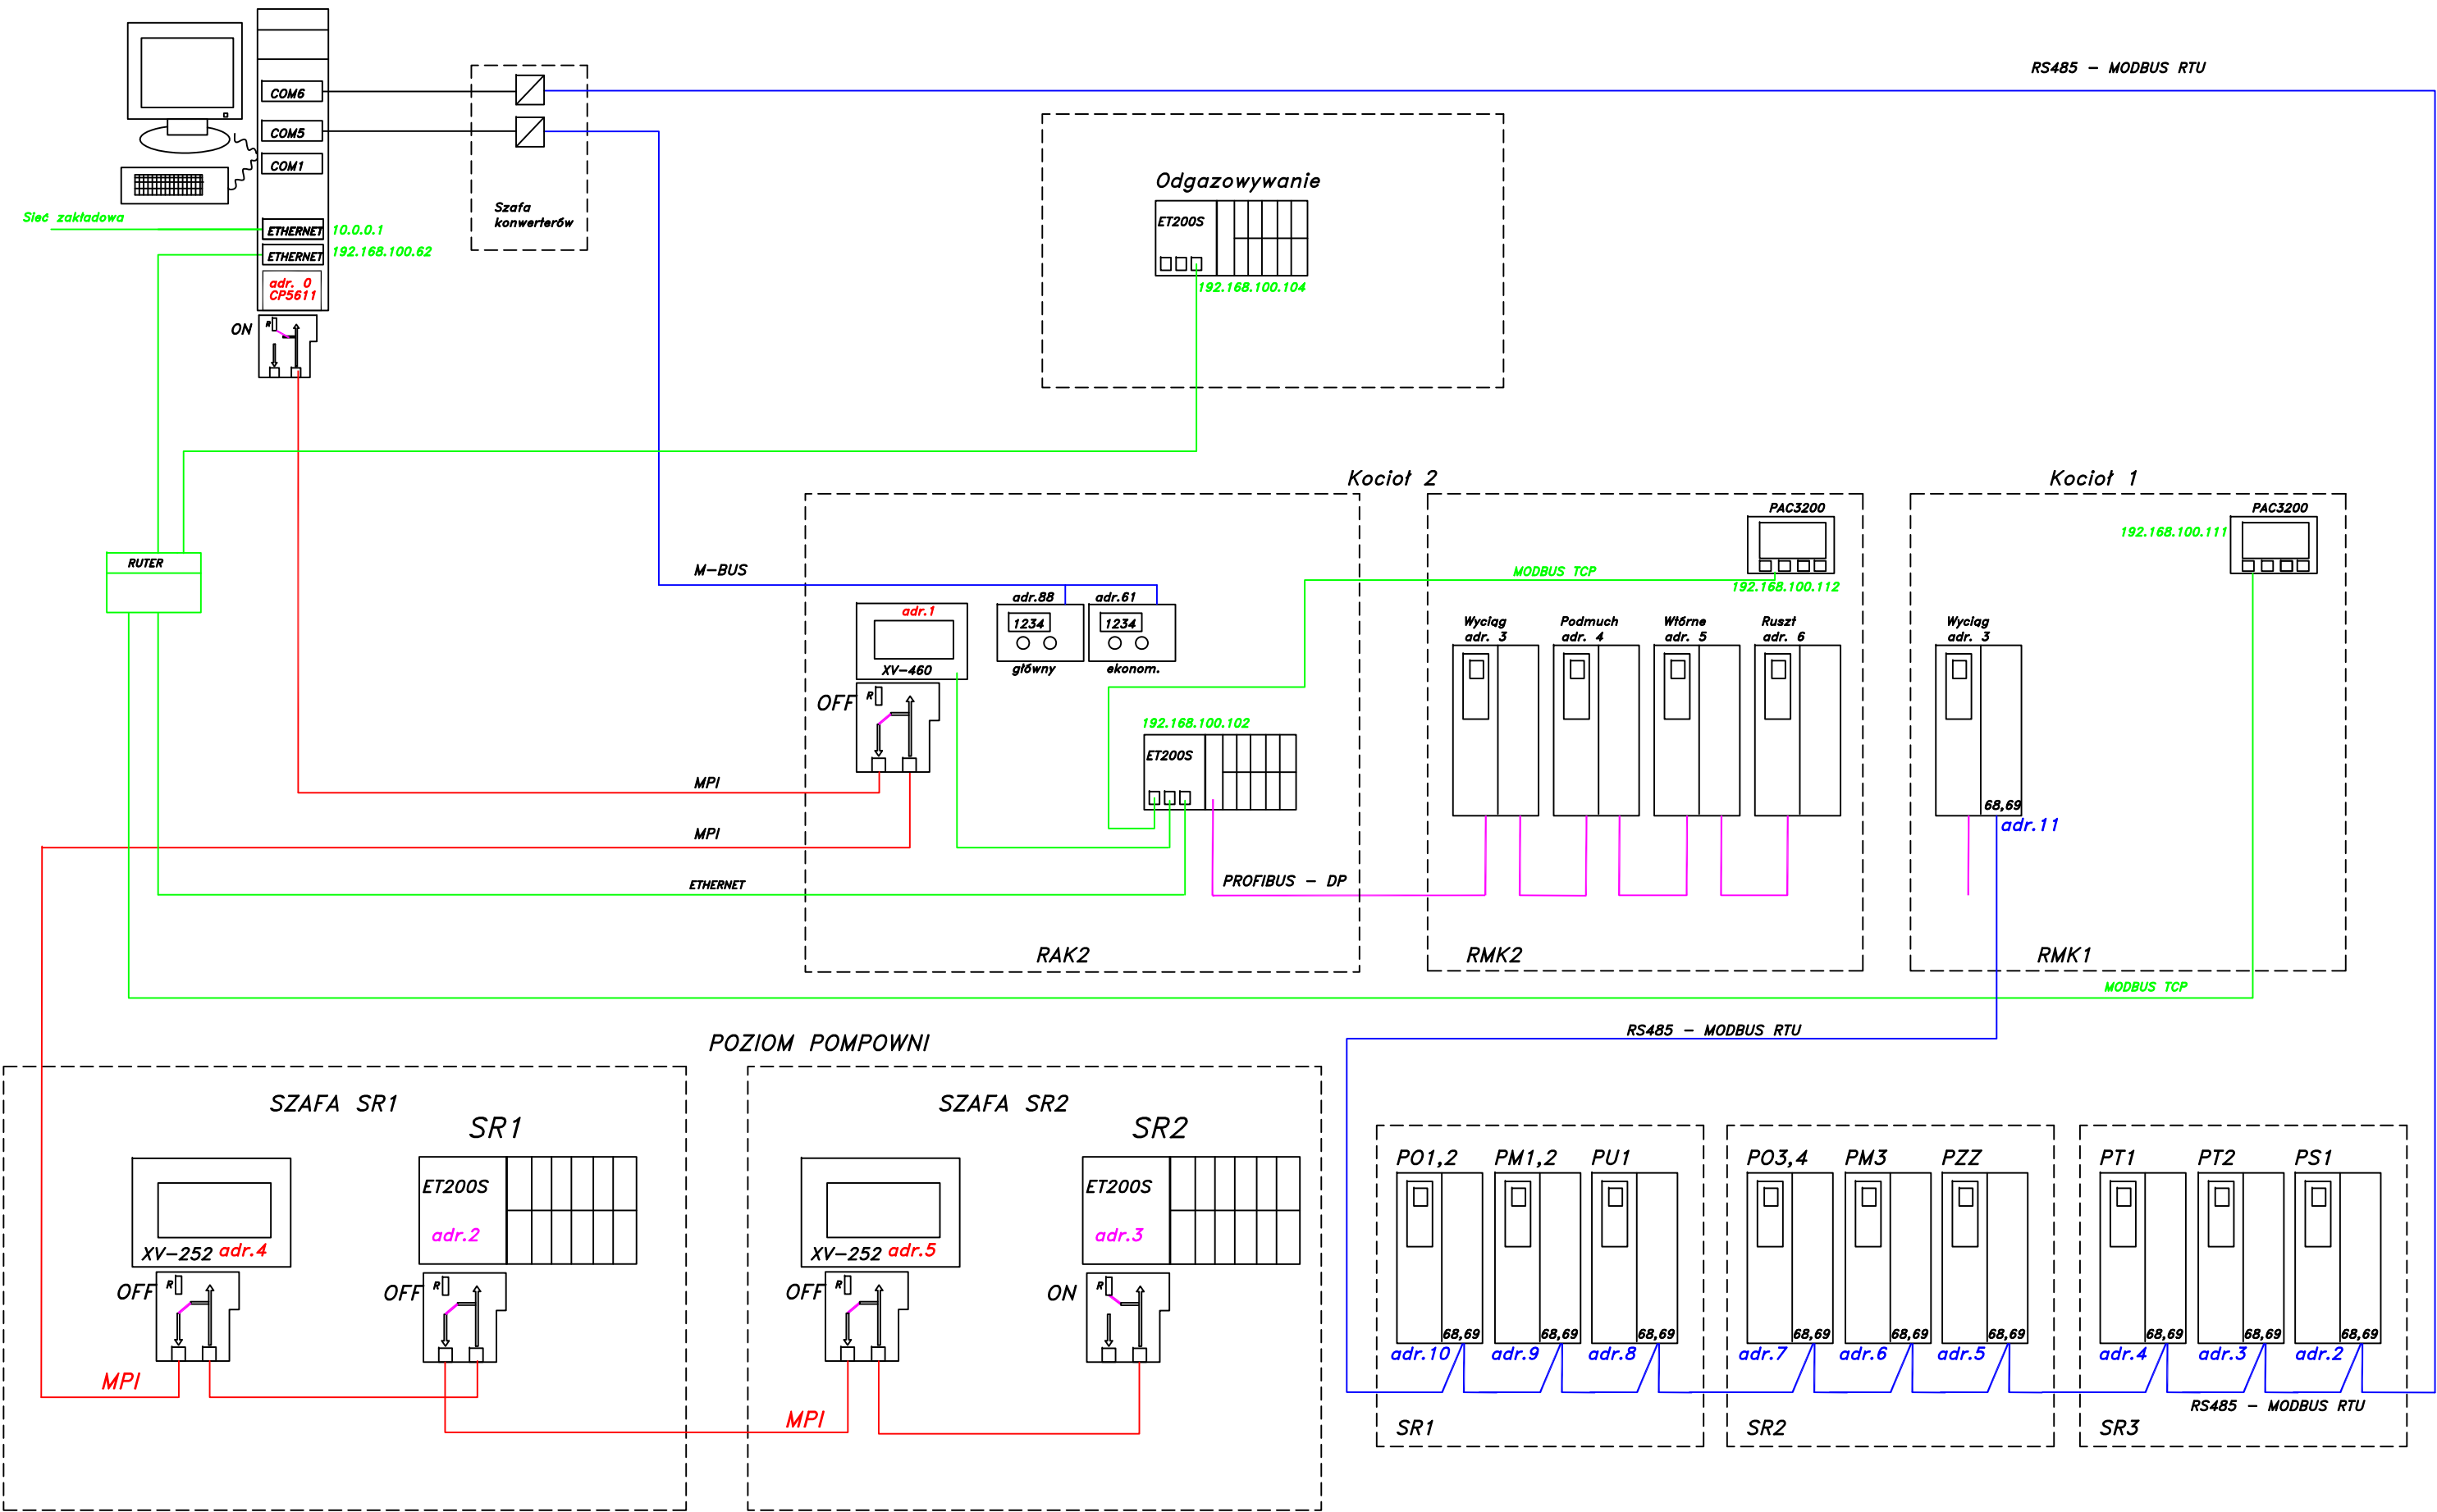 RS485 - MODBUS RTU
COM6
COM5
COM1
Szafa
konwerterów
Sieć zakładowa
ETHERNET
10.0.0.1
ETHERNET
192.168.100.62
adr. 0
CP5611
ON
R
Odgazowywanie
ET200S
192.168.100.104
Kocioł 2
Kocioł 1
RUTER
M-BUS
adr.1
XV-460
OFF
R
adr.88
1234
główny
adr.61
1234
ekonom.
192.168.100.102
ET200S
MPI
MPI
ETHERNET
PROFIBUS - DP
RAK2
MODBUS TCP
PAC3200
192.168.100.112
Wyciąg
adr. 3
Podmuch
adr. 4
Wtórne
adr. 5
Ruszt
adr. 6
RMK2
PAC3200
192.168.100.111
Wyciąg
adr. 3
68,69
adr.11
RMK1
MODBUS TCP
RS485 - MODBUS RTU
POZIOM POMPOWNI
SZAFA SR1
SR1
XV-252 adr.4
OFF
R
ET200S
adr.2
OFF
R
MPI
SZAFA SR2
SR2
XV-252 adr.5
OFF
R
ET200S
adr.3
ON
R
MPI
PO1,2
PM1,2
PU1
68,69
68,69
68,69
adr.10
adr.9
adr.8
SR1
PO3,4
PM3
PZZ
68,69
68,69
68,69
adr.7
adr.6
adr.5
SR2
PT1
PT2
PS1
68,69
68,69
68,69
adr.4
adr.3
adr.2
RS485 - MODBUS RTU
SR3